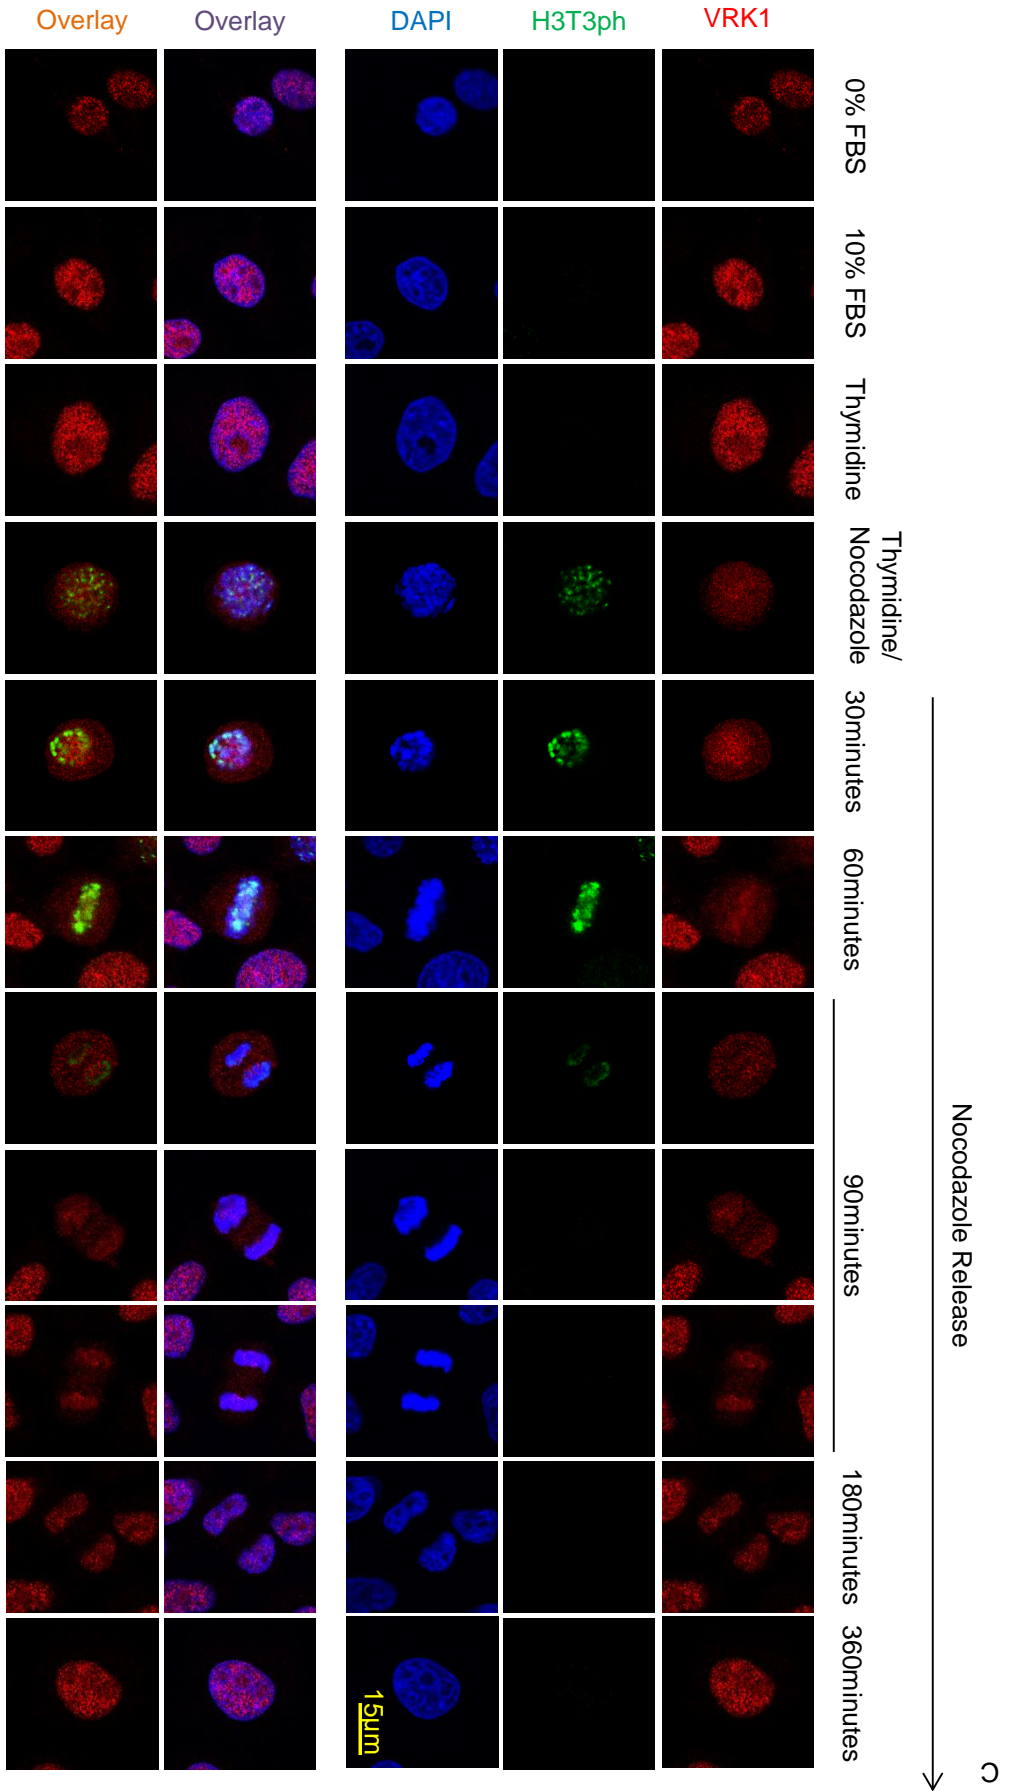 Overlay
Overlay
DAPI
H3T3ph
VRK1
0% FBS
10% FBS
Thymidine
Thymidine/
Nocodazole
30minutes
60minutes
90minutes
180minutes
360minutes
Nocodazole Release
15µm
C